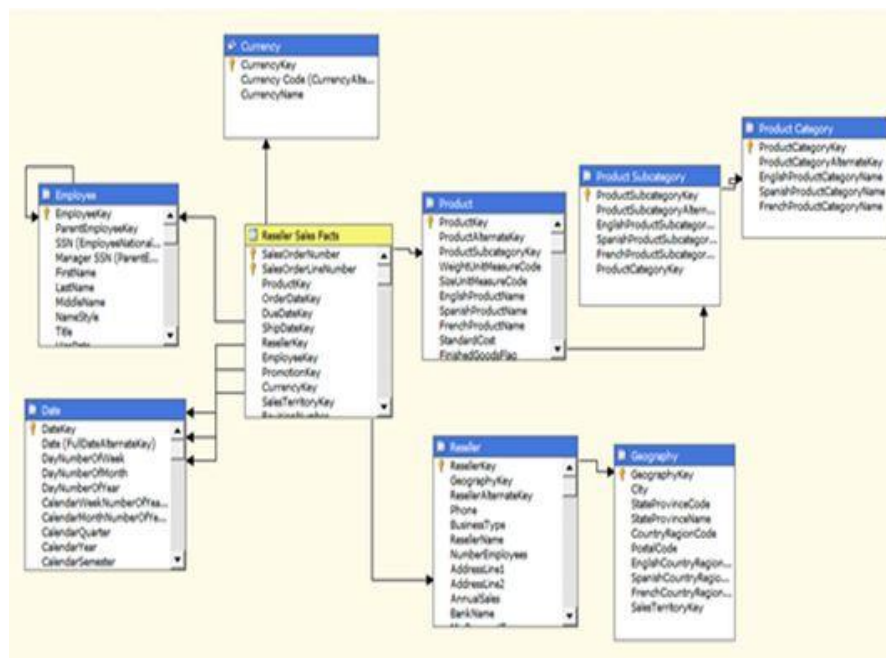 Currency
CurrencyKey
Currency Code (CurrencyAlte...
CurrencyName
Employee
EmployeeKey
ParentEmployeeKey
SSN (EmployeeNational...
Manager SSN (ParentE...
FirstName
LastName
MiddleName
NameStyle
Title
Reseller Sales Facts
SalesOrderNumber
SalesOrderLineNumber
ProductKey
OrderDateKey
DueDateKey
ShipDateKey
ResellerKey
EmployeeKey
PromotionKey
CurrencyKey
SalesTerritoryKey
Product
ProductKey
ProductAlternateKey
ProductSubcategoryKey
WeightUnitMeasureCode
SizeUnitMeasureCode
EnglishProductName
SpanishProductName
FrenchProductName
StandardCost
FinishedGoodsFlag
Product Subcategory
ProductSubcategoryKey
ProductSubcategoryAltern...
EnglishProductSubcategor...
SpanishProductSubcategor...
FrenchProductSubcategor...
ProductCategoryKey
Product Category
ProductCategoryKey
ProductCategoryAlternateKey
EnglishProductCategoryName
SpanishProductCategoryName
FrenchProductCategoryName
Date
DateKey
Date (FullDateAlternateKey)
DayNumberOfWeek
DayNumberOfMonth
DayNumberOfYear
CalendarWeekNumberOfYea...
CalendarMonthNumberOfYe...
CalendarQuarter
CalendarYear
CalendarSemester
Reseller
ResellerKey
GeographyKey
ResellerAlternateKey
Phone
BusinessType
ResellerName
NumberEmployees
AddressLine1
AddressLine2
AnnualSales
BankName
Geography
GeographyKey
City
StateProvinceCode
StateProvinceName
CountryRegionCode
PostalCode
EnglishCountryRegion...
SpanishCountryRegio...
FrenchCountryRegion...
SalesTerritoryKey